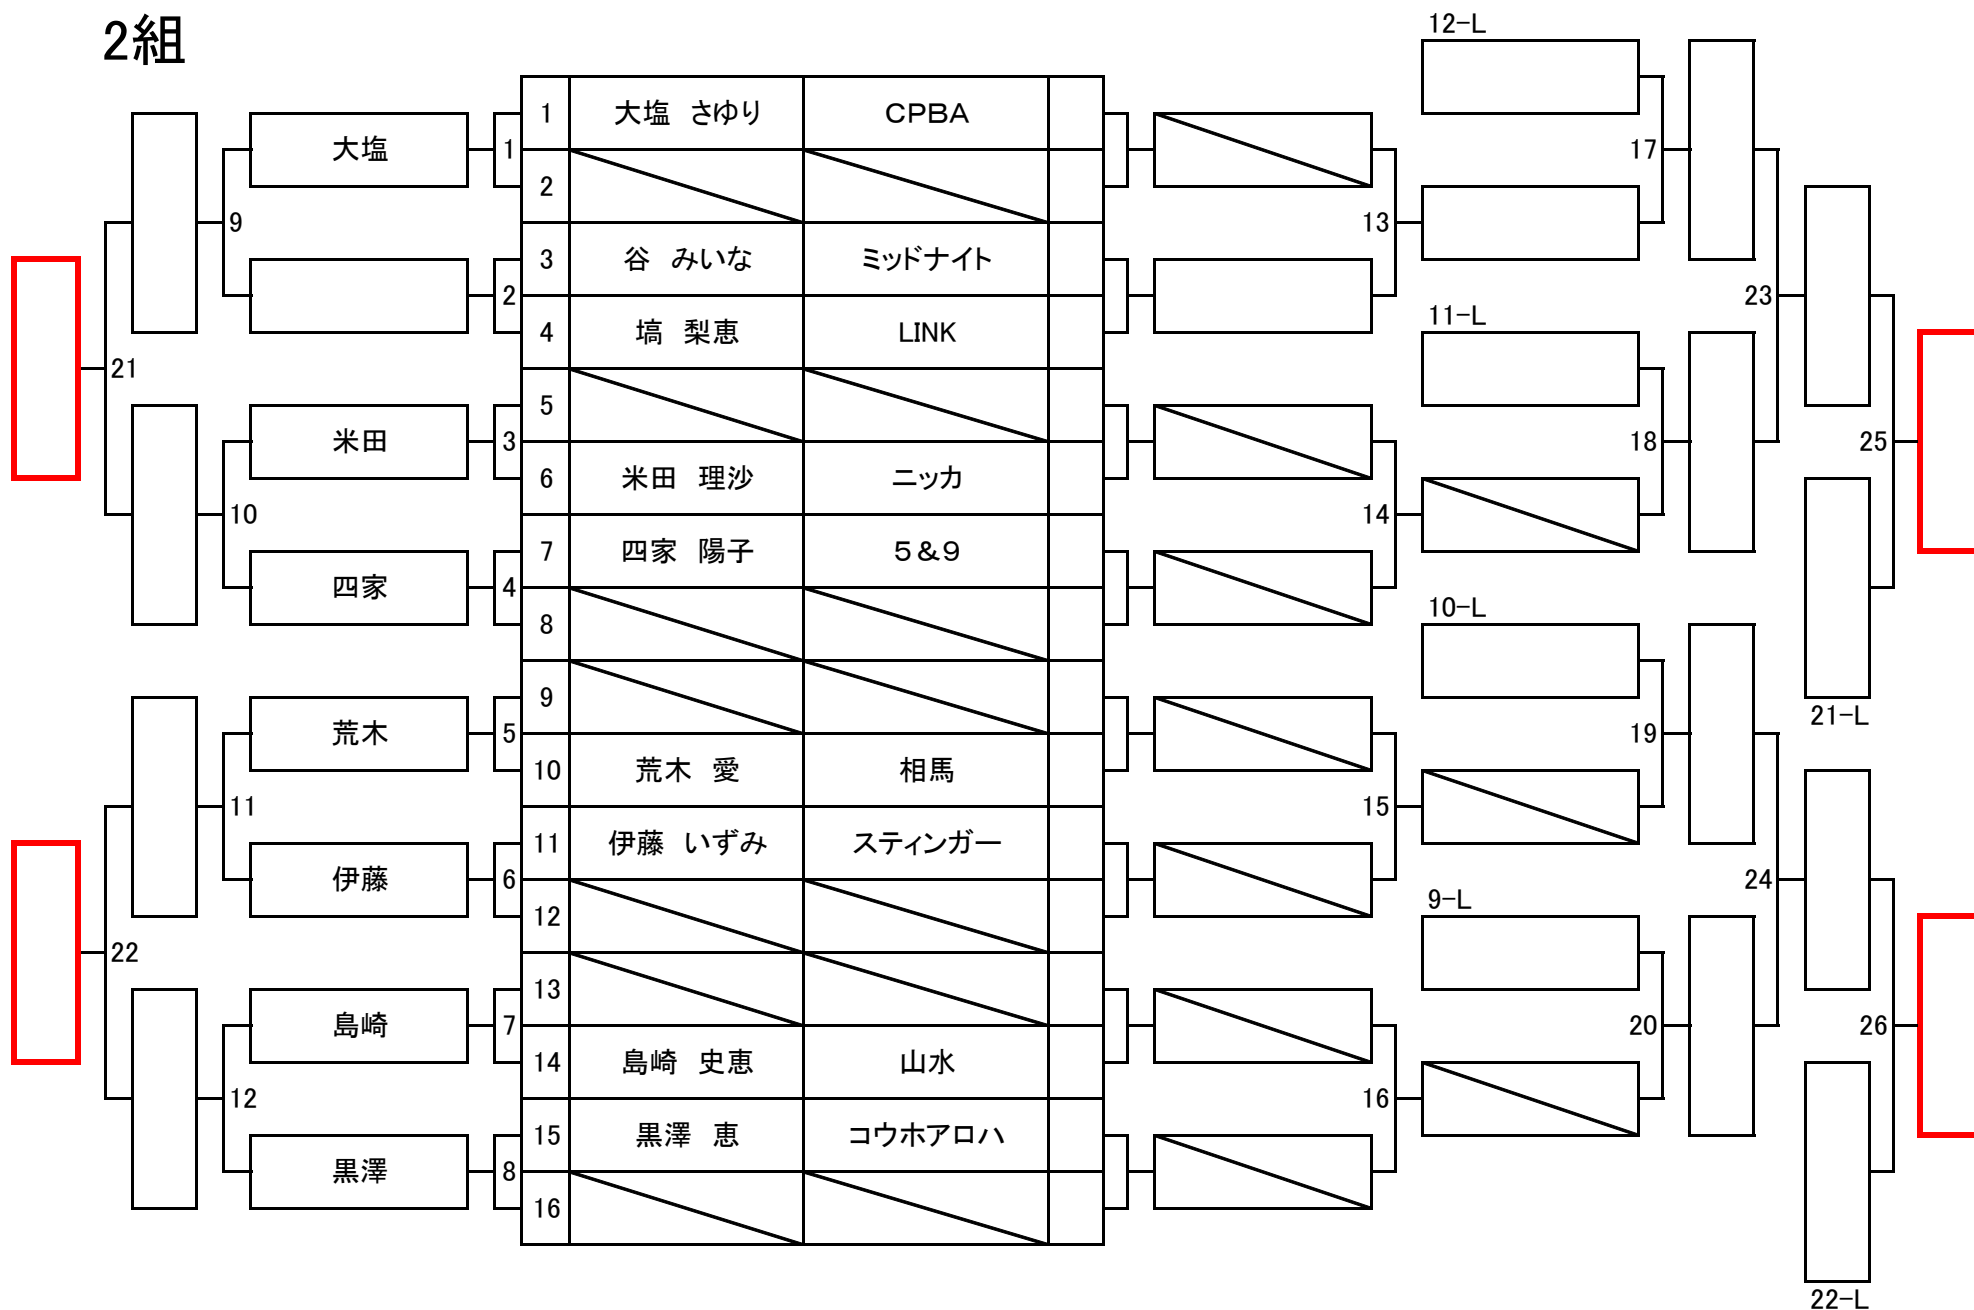 2組
12-L
1 大塩 さゆり CPBA
大塩 1 17
2
9 13
3 谷 みいな ミッドナイト
2 23
11-L
4 塙 梨恵 LINK
21
5
米田 3 18 25
6 米田 理沙 ニッカ
10 14
7 四家 陽子 5&9
四家 4
10-L
8
9
21-L
荒木 5 19
10 荒木 愛 相馬
11 15
11 伊藤 いずみ スティンガー
伊藤 6 24
9-L
12
22
13
島崎 7 20 26
14 島崎 史恵 山水
12 16
15 黒澤 恵 コウホアロハ
黒澤 8
16
22-L